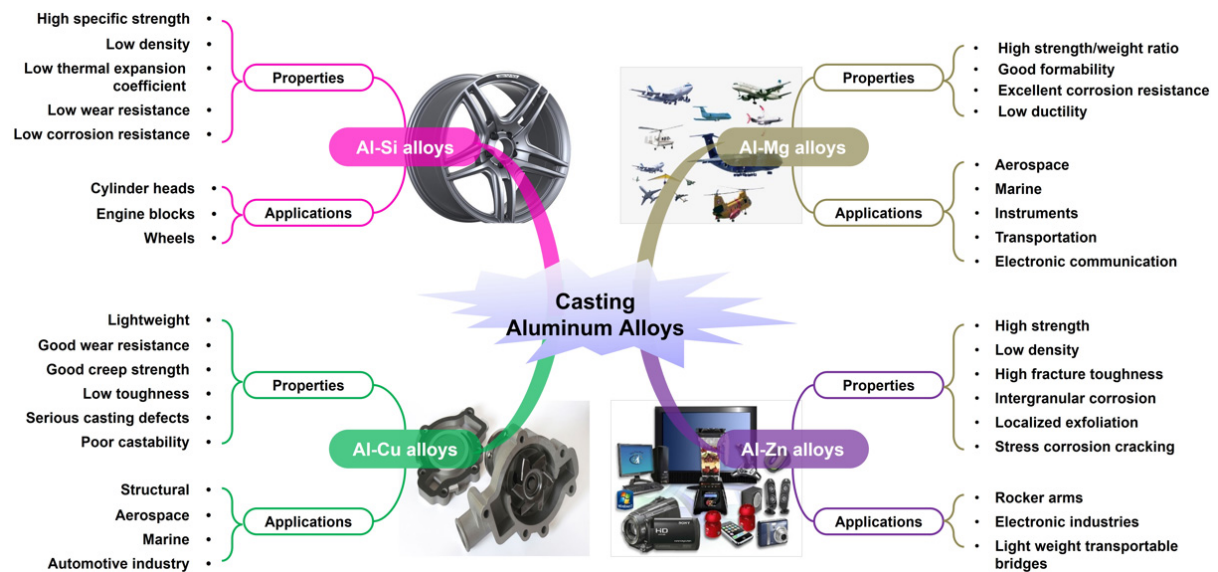 High specific strength
Low density
Low thermal expansion
coefficient
Low wear resistance
Low corrosion resistance
Properties
Al-Si alloys
Cylinder heads
Engine blocks
Wheels
Applications
High strength/weight ratio
Good formability
Excellent corrosion resistance
Low ductility
Properties
Al-Mg alloys
Aerospace
Marine
Instruments
Transportation
Electronic communication
Applications
Casting
Aluminum Alloys
Lightweight
Good wear resistance
Good creep strength
Low toughness
Serious casting defects
Poor castability
Properties
Al-Cu alloys
Structural
Aerospace
Marine
Automotive industry
Applications
High strength
Low density
High fracture toughness
Intergranular corrosion
Localized exfoliation
Stress corrosion cracking
Properties
Al-Zn alloys
Rocker arms
Electronic industries
Light weight transportable
bridges
Applications
SONY
HD